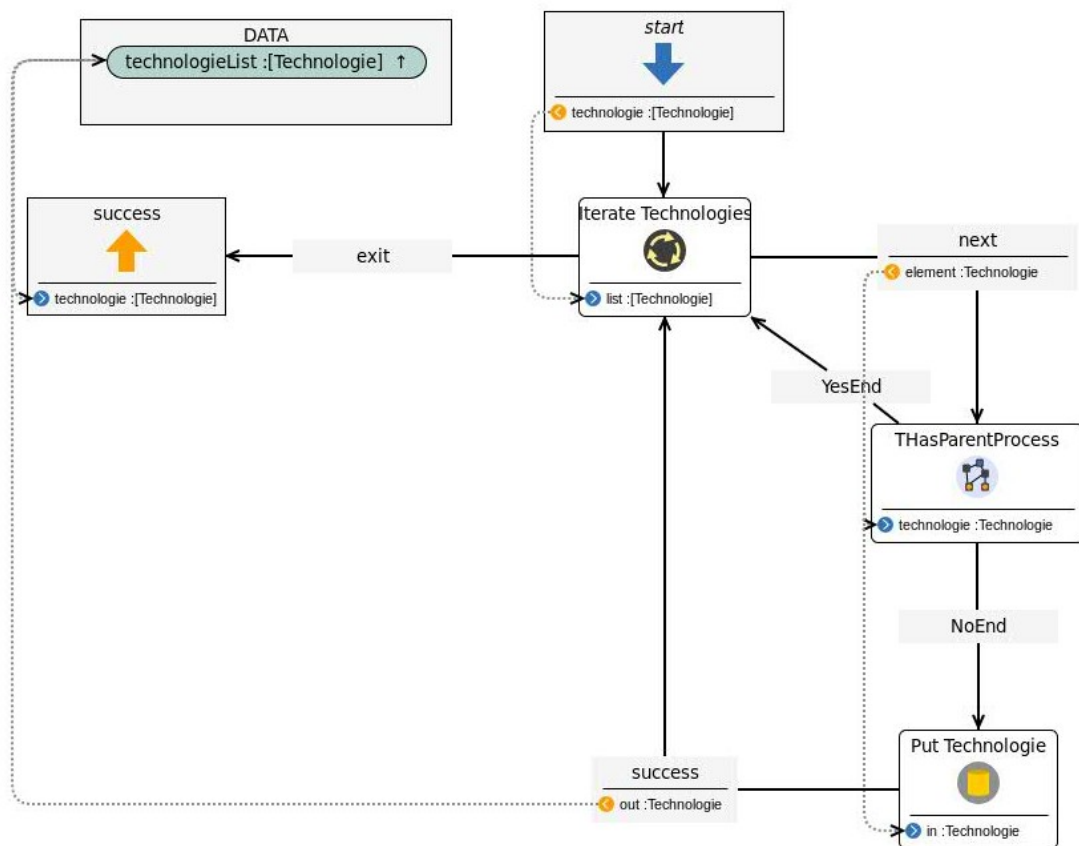 DATA
technologieList :[Technologie] ↑
start
technologie :[Technologie]
success
technologie :[Technologie]
exit
Iterate Technologies
list :[Technologie]
next
element :Technologie
YesEnd
THasParentProcess
technologie :Technologie
NoEnd
Put Technologie
in :Technologie
success
out :Technologie